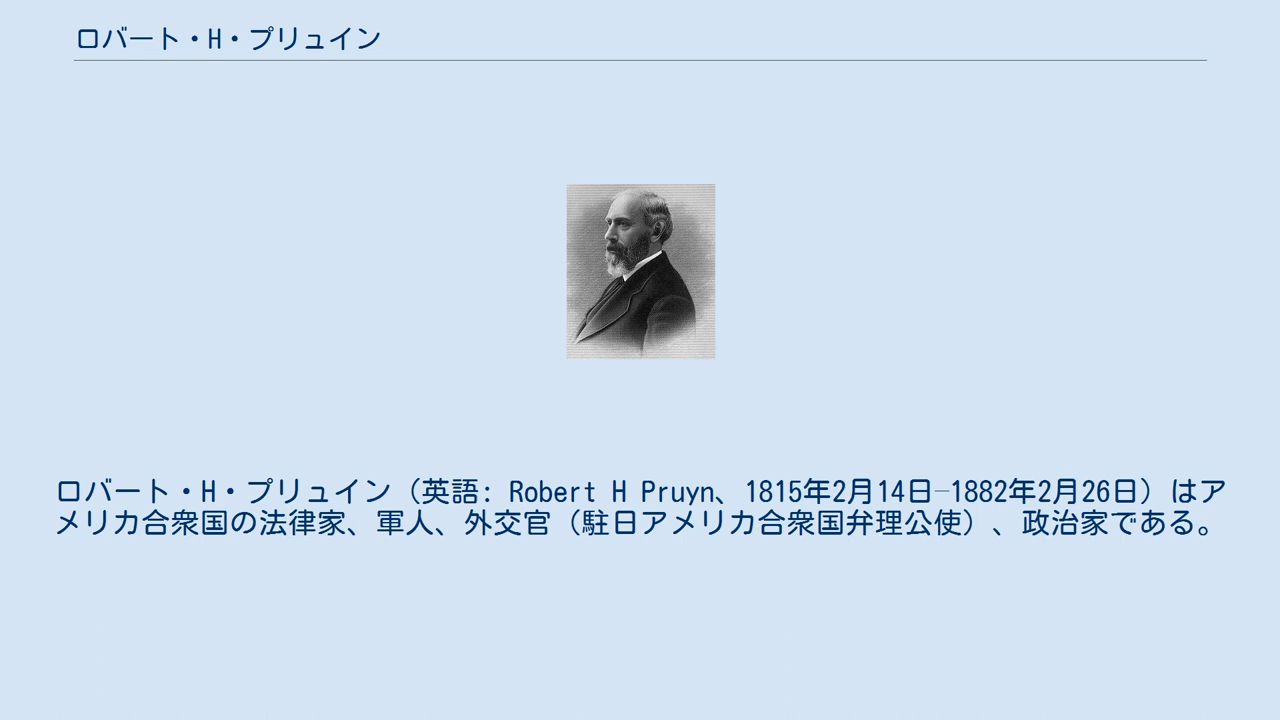 ロバート・H・プリュイン
ロバート・H・プリュイン（英語: Robert H Pruyn、1815年2月14日–1882年2月26日）はア
メリカ合衆国の法律家、軍人、外交官（駐日アメリカ合衆国弁理公使）、政治家である。